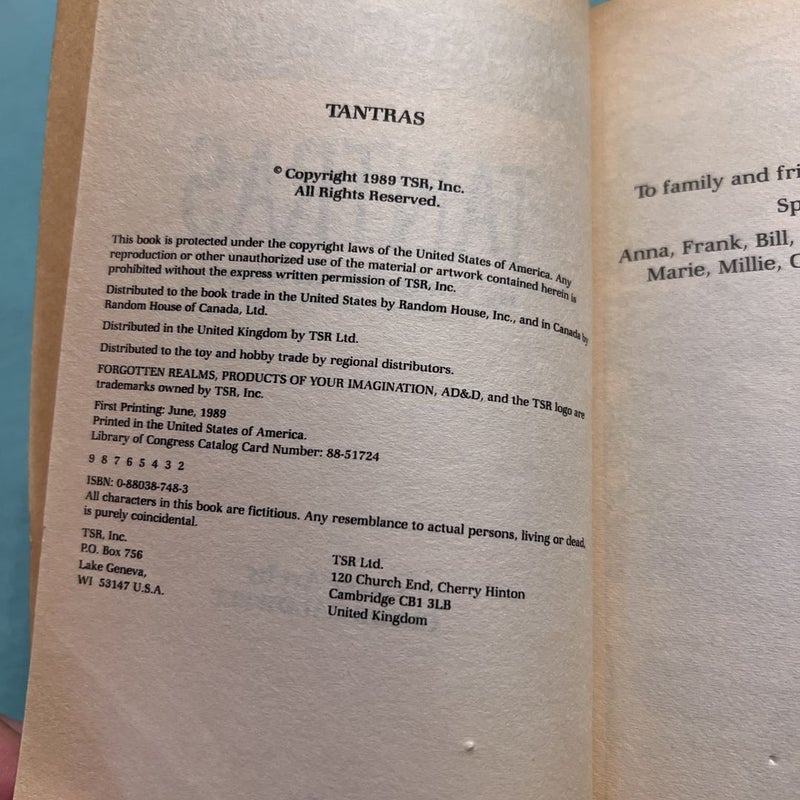 TANTRAS
© Copyright 1989 TSR, Inc.
All Rights Reserved.
This book is protected under the copyright laws of the United States of America. Any
reproduction or other unauthorized use of the material or artwork contained herein is
prohibited without the express written permission of TSR, Inc.
Distributed to the book trade in the United States by Random House, Inc., and in Canada by
Random House of Canada, Ltd.
Distributed in the United Kingdom by TSR Ltd.
Distributed to the toy and hobby trade by regional distributors.
FORGOTTEN REALMS, PRODUCTS OF YOUR IMAGINATION, AD&D, and the TSR logo are
trademarks owned by TSR, Inc.
First Printing: June, 1989
Printed in the United States of America.
Library of Congress Catalog Card Number: 88-51724
9 8 7 6 5 4 3 2
ISBN: 0-88038-748-3
All characters in this book are fictitious. Any resemblance to actual persons, living or dead,
is purely coincidental.
TSR, Inc.
P.O. Box 756
Lake Geneva,
WI 53147 U.S.A.
TSR Ltd.
120 Church End, Cherry Hinton
Cambridge CB1 3LB
United Kingdom
To family and fri
Sp
Anna, Frank, Bill,
Marie, Millie,